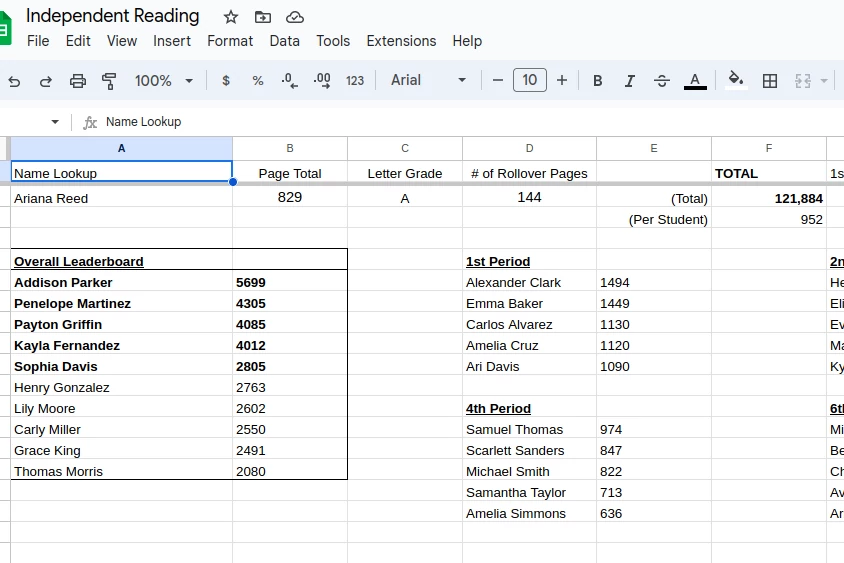 Independent Reading
File Edit View Insert Format Data Tools Extensions Help
100% $ % .0 .00 123 Arial 10 B I S A
fx Name Lookup
A B C D E F
Name Lookup Page Total Letter Grade # of Rollover Pages TOTAL 1s
Ariana Reed 829 A 144 (Total) 121,884
(Per Student) 952
Overall Leaderboard 1st Period 2n
Addison Parker 5699 Alexander Clark 1494 He
Penelope Martinez 4305 Emma Baker 1449 Eli
Payton Griffin 4085 Carlos Alvarez 1130 Ev
Kayla Fernandez 4012 Amelia Cruz 1120 Ma
Sophia Davis 2805 Ari Davis 1090 Ky
Henry Gonzalez 2763
Lily Moore 2602 4th Period 6th
Carly Miller 2550 Samuel Thomas 974 Mi
Grace King 2491 Scarlett Sanders 847 Be
Thomas Morris 2080 Michael Smith 822 Ch
Samantha Taylor 713 Av
Amelia Simmons 636 Ar